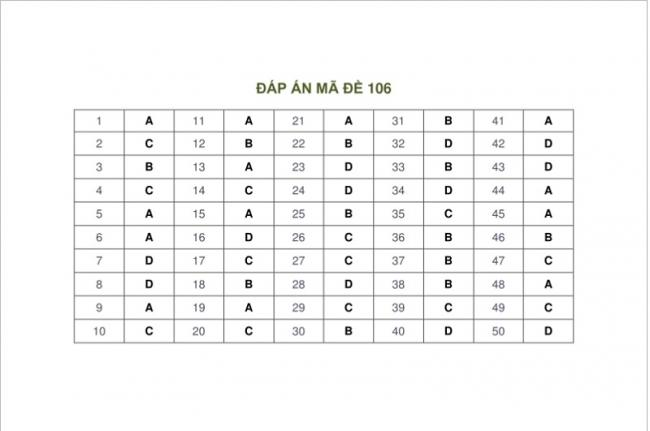 ĐÁP ÁN MÃ ĐỀ 106
1 A 11 A 21 A 31 B 41 A
2 C 12 B 22 B 32 D 42 D
3 B 13 A 23 D 33 B 43 D
4 C 14 C 24 D 34 D 44 A
5 A 15 A 25 B 35 C 45 A
6 A 16 D 26 C 36 B 46 B
7 D 17 C 27 C 37 B 47 C
8 D 18 B 28 D 38 B 48 A
9 A 19 A 29 C 39 C 49 C
10 C 20 C 30 B 40 D 50 D